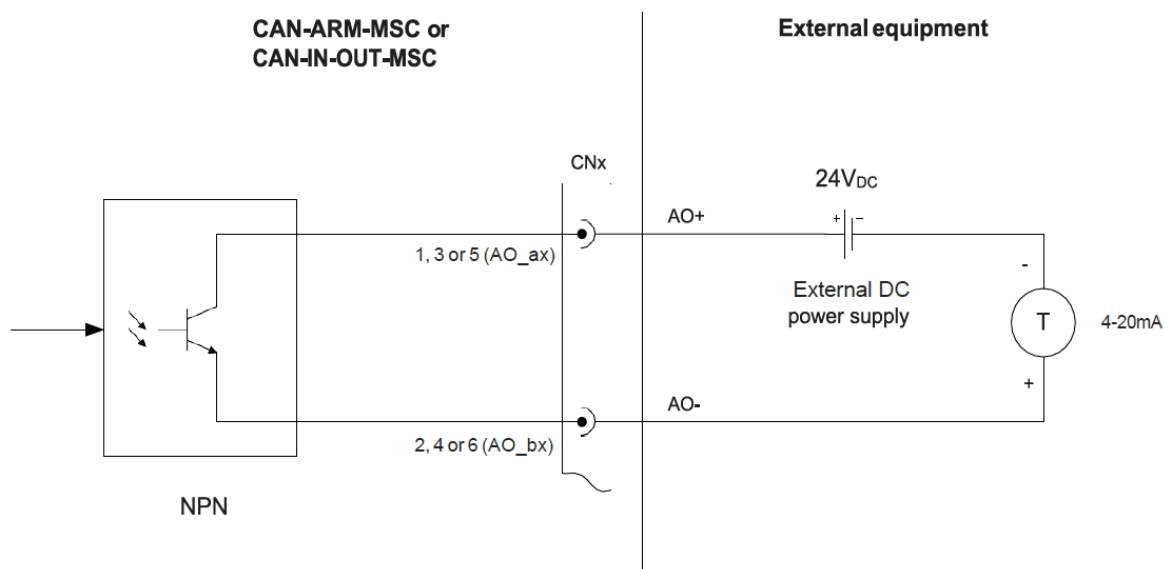 CAN-ARM-MSC or
CAN-IN-OUT-MSC
External equipment
CNx
24VDC
AO+
+
–
1, 3 or 5 (AO_ax)
External DC
power supply
-
T
4-20mA
+
AO-
2, 4 or 6 (AO_bx)
NPN